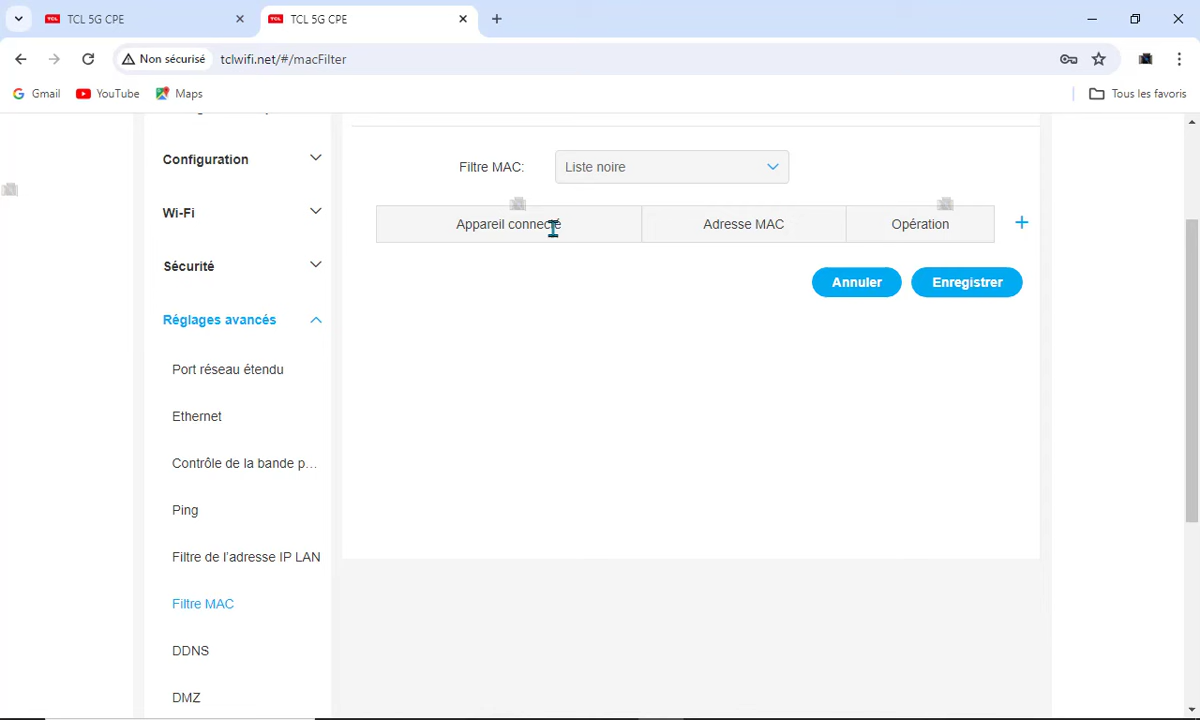 TCL TCL 5G CPE
TCL TCL 5G CPE
Non sécurisé tclwifi.net/#/macFilter
Gmail YouTube Maps Tous les favoris
Configuration
Wi-Fi
Sécurité
Réglages avancés
Port réseau étendu
Ethernet
Contrôle de la bande p...
Ping
Filtre de l'adresse IP LAN
Filtre MAC
DDNS
DMZ
Filtre MAC: Liste noire
Appareil connecté Adresse MAC Opération +
Annuler Enregistrer